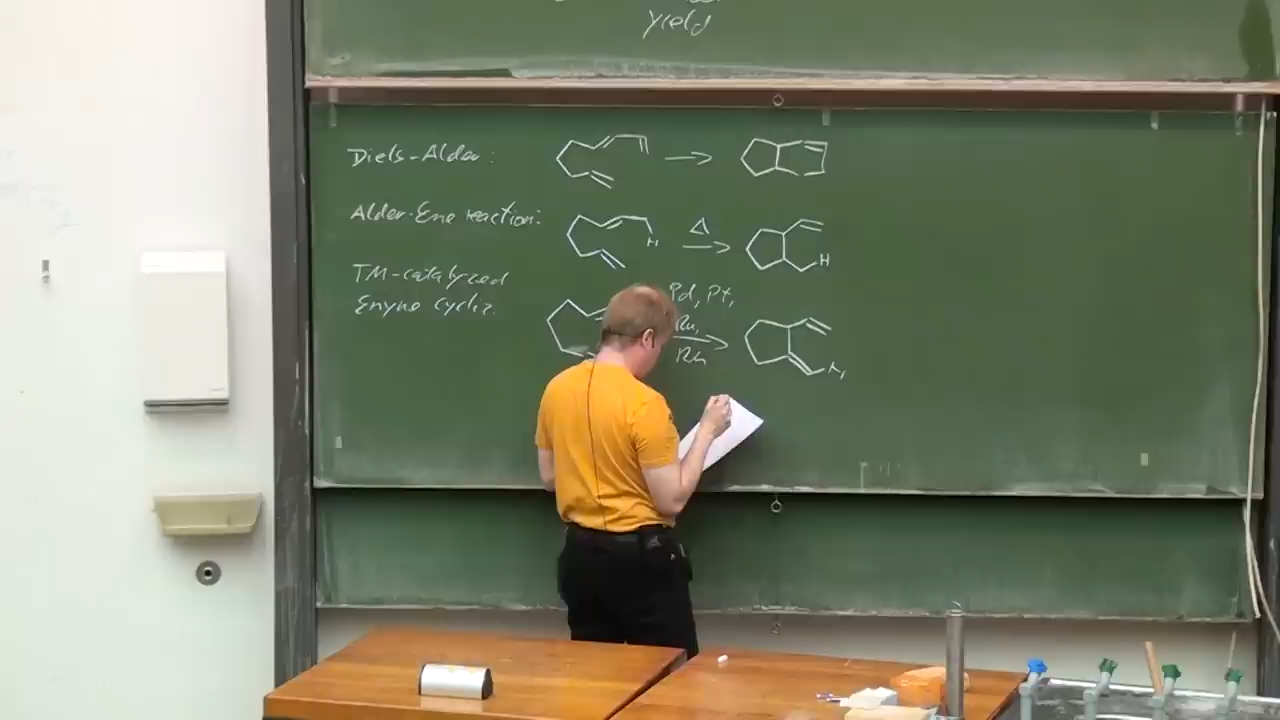 yield
Diels-Alder:
Alder-Ene reaction:
H
Δ
H
TM-catalyzed
Enyne cycliz.
Pd, Pt,
Ru,
Rh
H